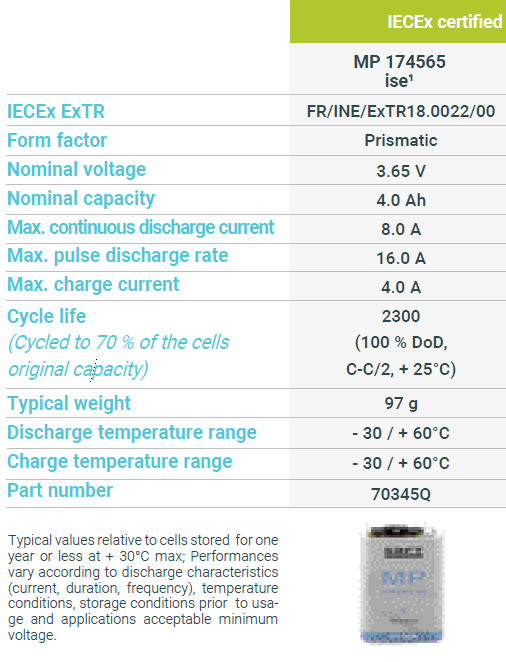 IECEx certified
MP 174565
ise¹
IECEx ExTR FR/INE/ExTR18.0022/00
Form factor Prismatic
Nominal voltage 3.65 V
Nominal capacity 4.0 Ah
Max. continuous discharge current 8.0 A
Max. pulse discharge rate 16.0 A
Max. charge current 4.0 A
Cycle life 2300
(Cycled to 70 % of the cells (100 % DoD,
original capacity) C-C/2, + 25°C)
Typical weight 97 g
Discharge temperature range - 30 / + 60°C
Charge temperature range - 30 / + 60°C
Part number 70345Q
Typical values relative to cells stored for one
year or less at + 30°C max; Performances
vary according to discharge characteristics
(current, duration, frequency), temperature
conditions, storage conditions prior to usa-
ge and applications acceptable minimum
voltage.
MP